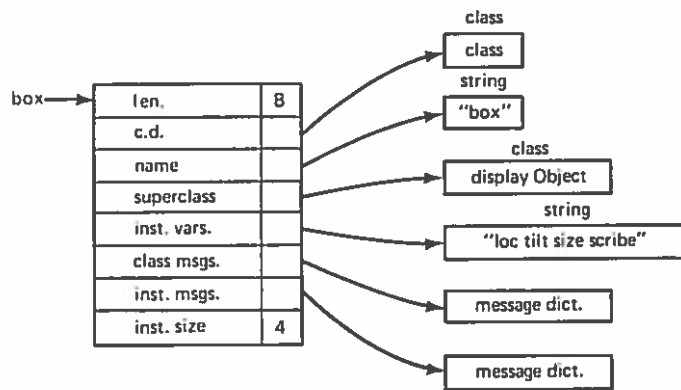 class
class
string
box
len. 8
"box"
c.d.
name
class
display Object
superclass
string
inst. vars.
"loc tilt size scribe"
class msgs.
inst. msgs.
message dict.
inst. size 4
message dict.